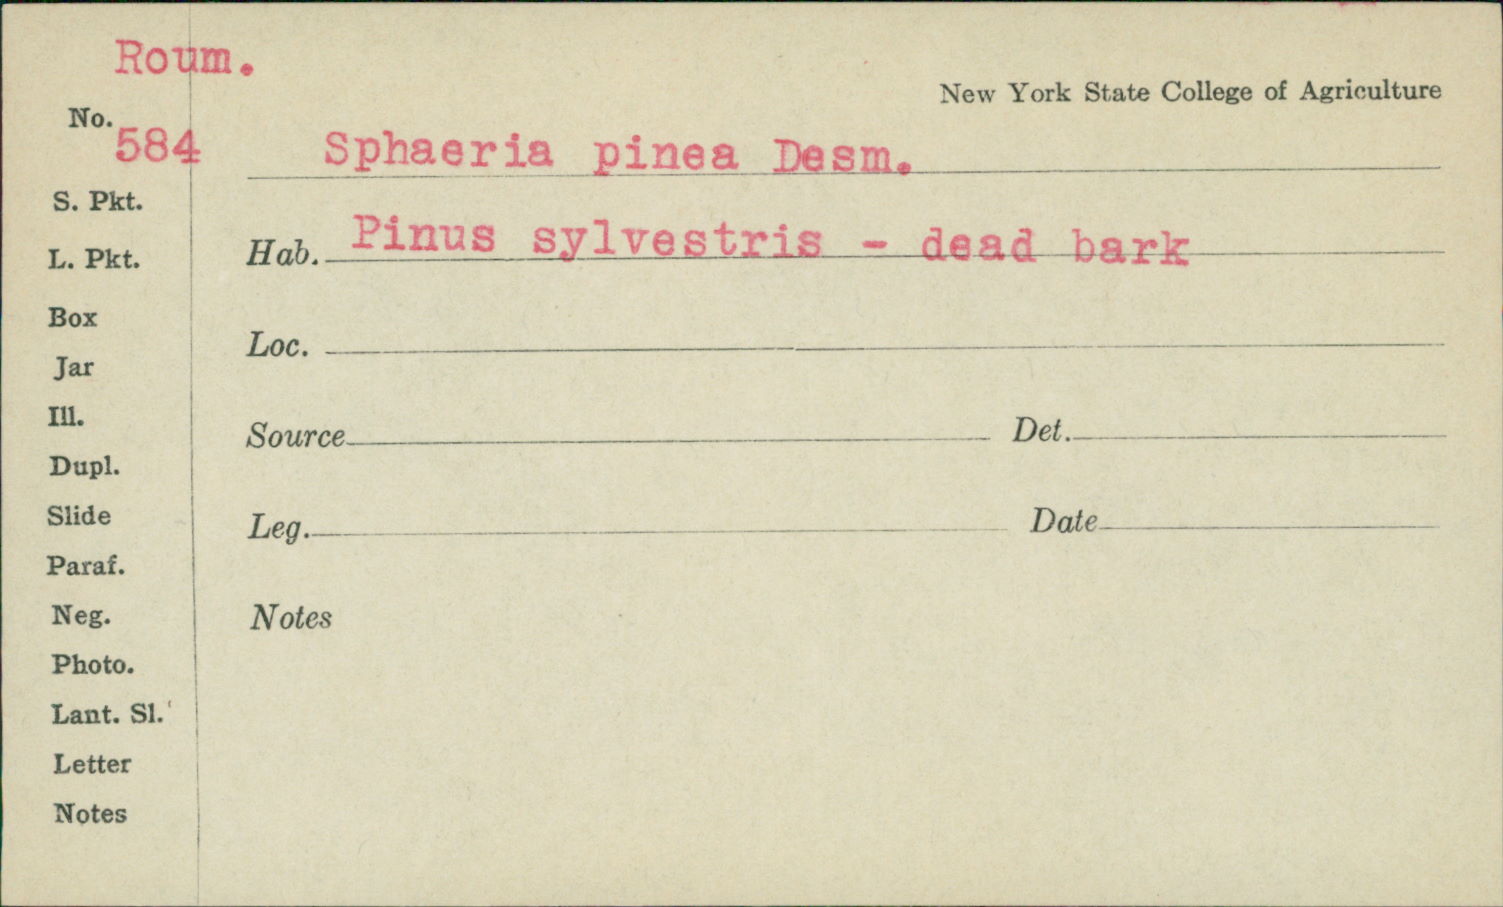 Roum.
New York State College of Agriculture
No. 584
Sphaeria pinea Desm.
S. Pkt.
Hab. Pinus sylvestris - dead bark
L. Pkt.
Box
Loc.
Jar
Ill.
Source Det.
Dupl.
Slide
Leg. Date
Paraf.
Neg.
Notes
Photo.
Lant. Sl.
Letter
Notes